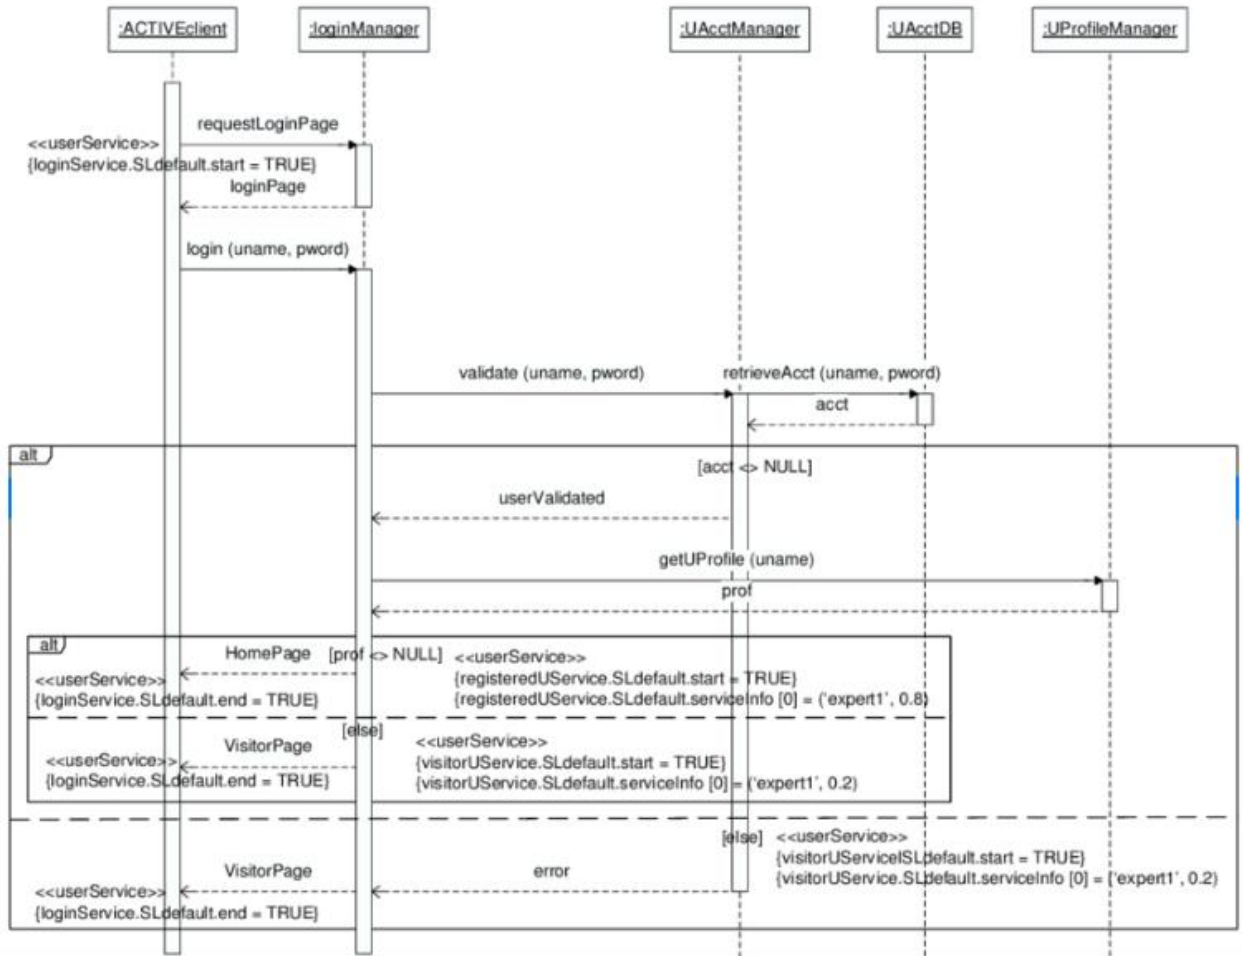 :ACTIVEclient
:loginManager
:UAcctManager
:UAcctDB
:UProfileManager
requestLoginPage
<<userService>>
{loginService.SLdefault.start = TRUE}
loginPage
login (uname, pword)
validate (uname, pword)
retrieveAcct (uname, pword)
acct
alt
[acct <> NULL]
userValidated
getUProfile (uname)
prof
alt
HomePage
[prof <> NULL]
<<userService>>
{registeredUService.SLdefault.start = TRUE}
{registeredUService.SLdefault.serviceInfo [0] = ('expert1', 0.8)
<<userService>>
{loginService.SLdefault.end = TRUE}
[else]
VisitorPage
<<userService>>
{visitorUService.SLdefault.start = TRUE}
{visitorUService.SLdefault.serviceInfo [0] = ('expert1', 0.2)
<<userService>>
{loginService.SLdefault.end = TRUE}
[else]
<<userService>>
{visitorUServiceISLdefault.start = TRUE}
{visitorUService.SLdefault.serviceInfo [0] = ('expert1', 0.2)
VisitorPage
error
<<userService>>
{loginService.SLdefault.end = TRUE}